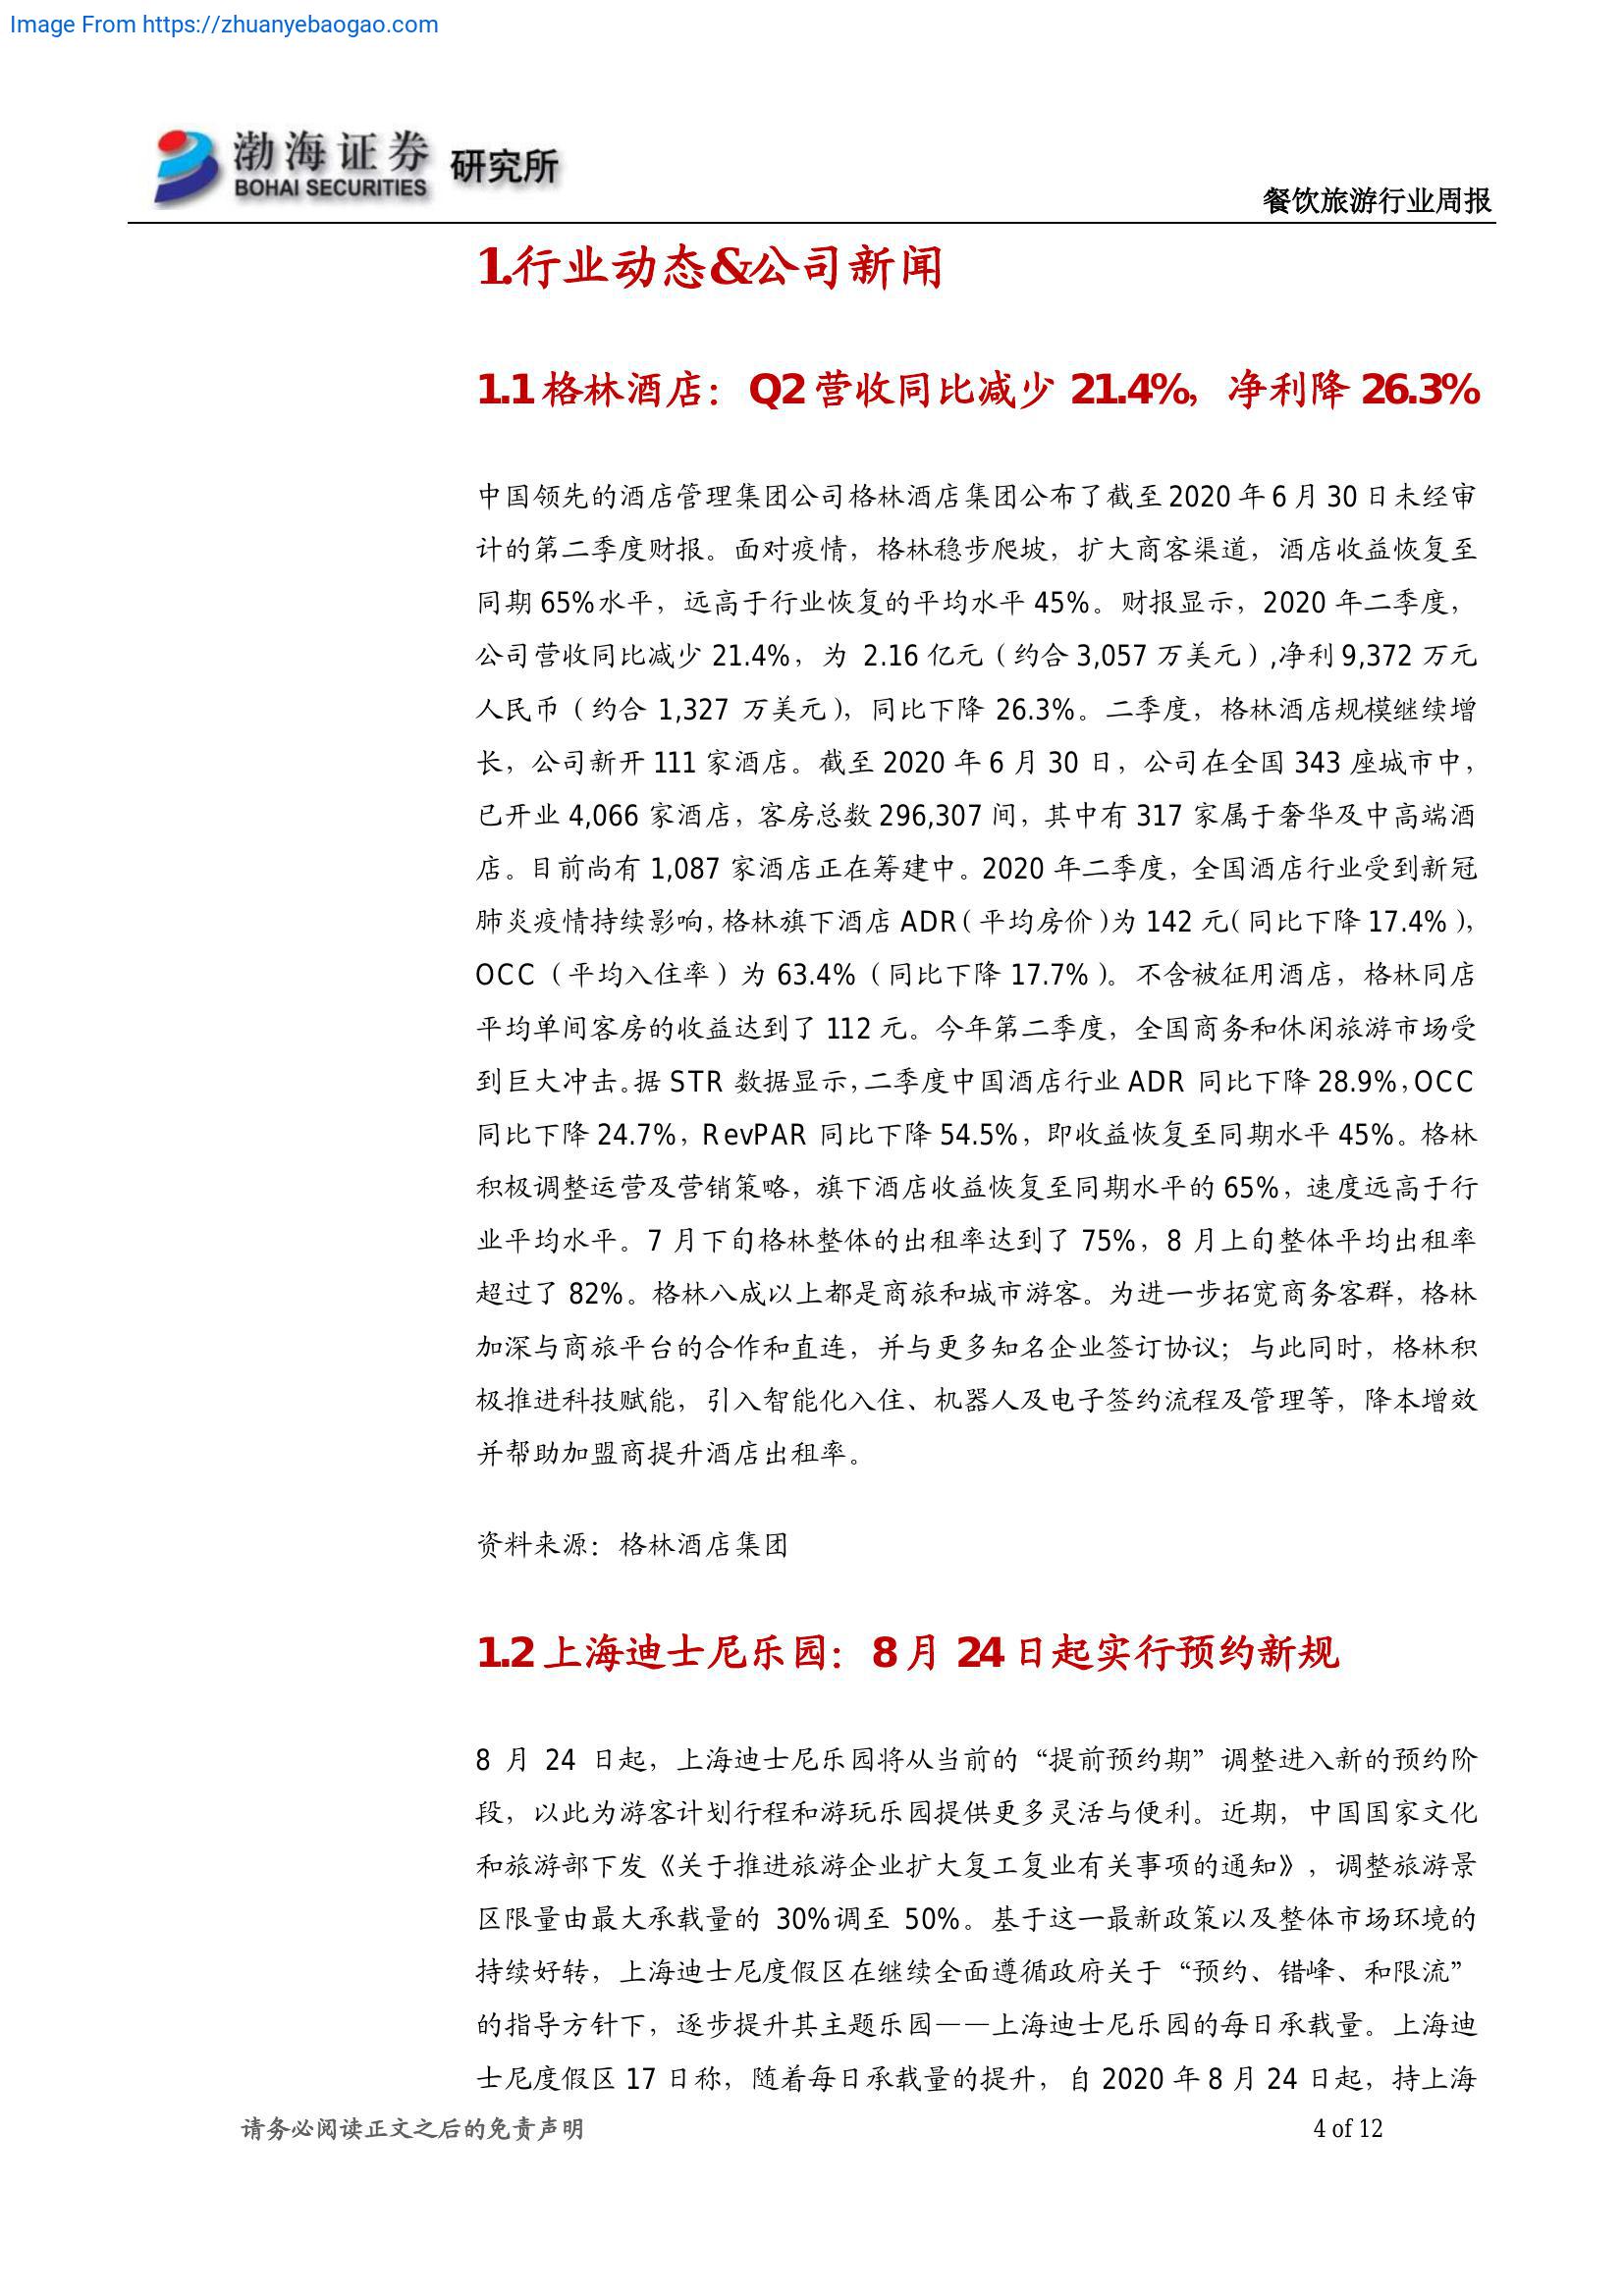 Image From https://zhuanyebaogao.com
渤海证券 研究所
BOHAI SECURITIES
餐饮旅游行业周报
1.行业动态&公司新闻
1.1 格林酒店：Q2 营收同比减少 21.4%，净利降 26.3%
中国领先的酒店管理集团公司格林酒店集团公布了截至 2020 年 6 月 30 日未经审
计的第二季度财报。面对疫情，格林稳步爬坡，扩大商客渠道，酒店收益恢复至
同期 65%水平，远高于行业恢复的平均水平 45%。财报显示，2020 年二季度，
公司营收同比减少 21.4%，为 2.16 亿元（约合 3,057 万美元）,净利 9,372 万元
人民币（约合 1,327 万美元），同比下降 26.3%。二季度，格林酒店规模继续增
长，公司新开 111 家酒店。截至 2020 年 6 月 30 日，公司在全国 343 座城市中，
已开业 4,066 家酒店，客房总数 296,307 间，其中有 317 家属于奢华及中高端酒
店。目前尚有 1,087 家酒店正在筹建中。2020 年二季度，全国酒店行业受到新冠
肺炎疫情持续影响，格林旗下酒店 ADR（平均房价）为 142 元（同比下降 17.4%），
OCC（平均入住率）为 63.4%（同比下降 17.7%）。不含被征用酒店，格林同店
平均单间客房的收益达到了 112 元。今年第二季度，全国商务和休闲旅游市场受
到巨大冲击。据 STR 数据显示，二季度中国酒店行业 ADR 同比下降 28.9%，OCC
同比下降 24.7%，RevPAR 同比下降 54.5%，即收益恢复至同期水平 45%。格林
积极调整运营及营销策略，旗下酒店收益恢复至同期水平的 65%，速度远高于行
业平均水平。7 月下旬格林整体的出租率达到了 75%，8 月上旬整体平均出租率
超过了 82%。格林八成以上都是商旅和城市游客。为进一步拓宽商务客群，格林
加深与商旅平台的合作和直连，并与更多知名企业签订协议；与此同时，格林积
极推进科技赋能，引入智能化入住、机器人及电子签约流程及管理等，降本增效
并帮助加盟商提升酒店出租率。
资料来源：格林酒店集团
1.2 上海迪士尼乐园：8 月 24 日起实行预约新规
8 月 24 日起，上海迪士尼乐园将从当前的“提前预约期”调整进入新的预约阶
段，以此为游客计划行程和游玩乐园提供更多灵活与便利。近期，中国国家文化
和旅游部下发《关于推进旅游企业扩大复工复业有关事项的通知》，调整旅游景
区限量由最大承载量的 30%调至 50%。基于这一最新政策以及整体市场环境的
持续好转，上海迪士尼度假区在继续全面遵循政府关于“预约、错峰、和限流”
的指导方针下，逐步提升其主题乐园——上海迪士尼乐园的每日承载量。上海迪
士尼度假区 17 日称，随着每日承载量的提升，自 2020 年 8 月 24 日起，持上海
请务必阅读正文之后的免责声明
4 of 12